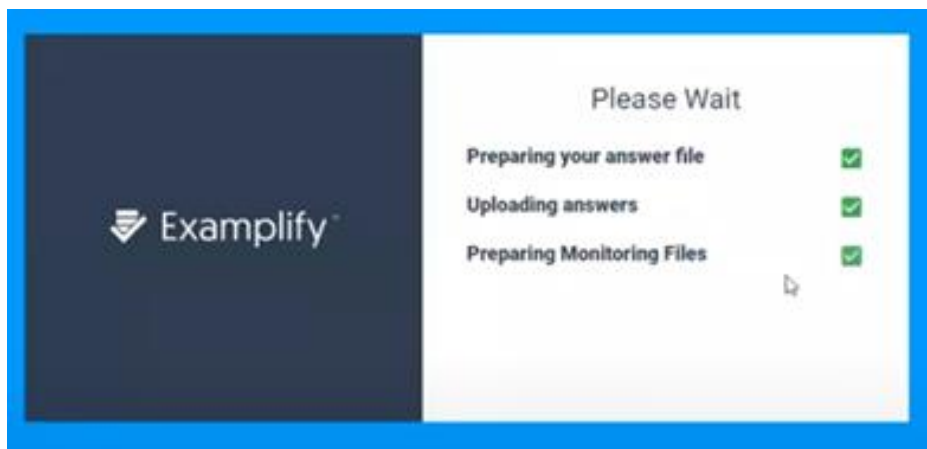 Examplify
Please Wait
Preparing your answer file
Uploading answers
Preparing Monitoring Files